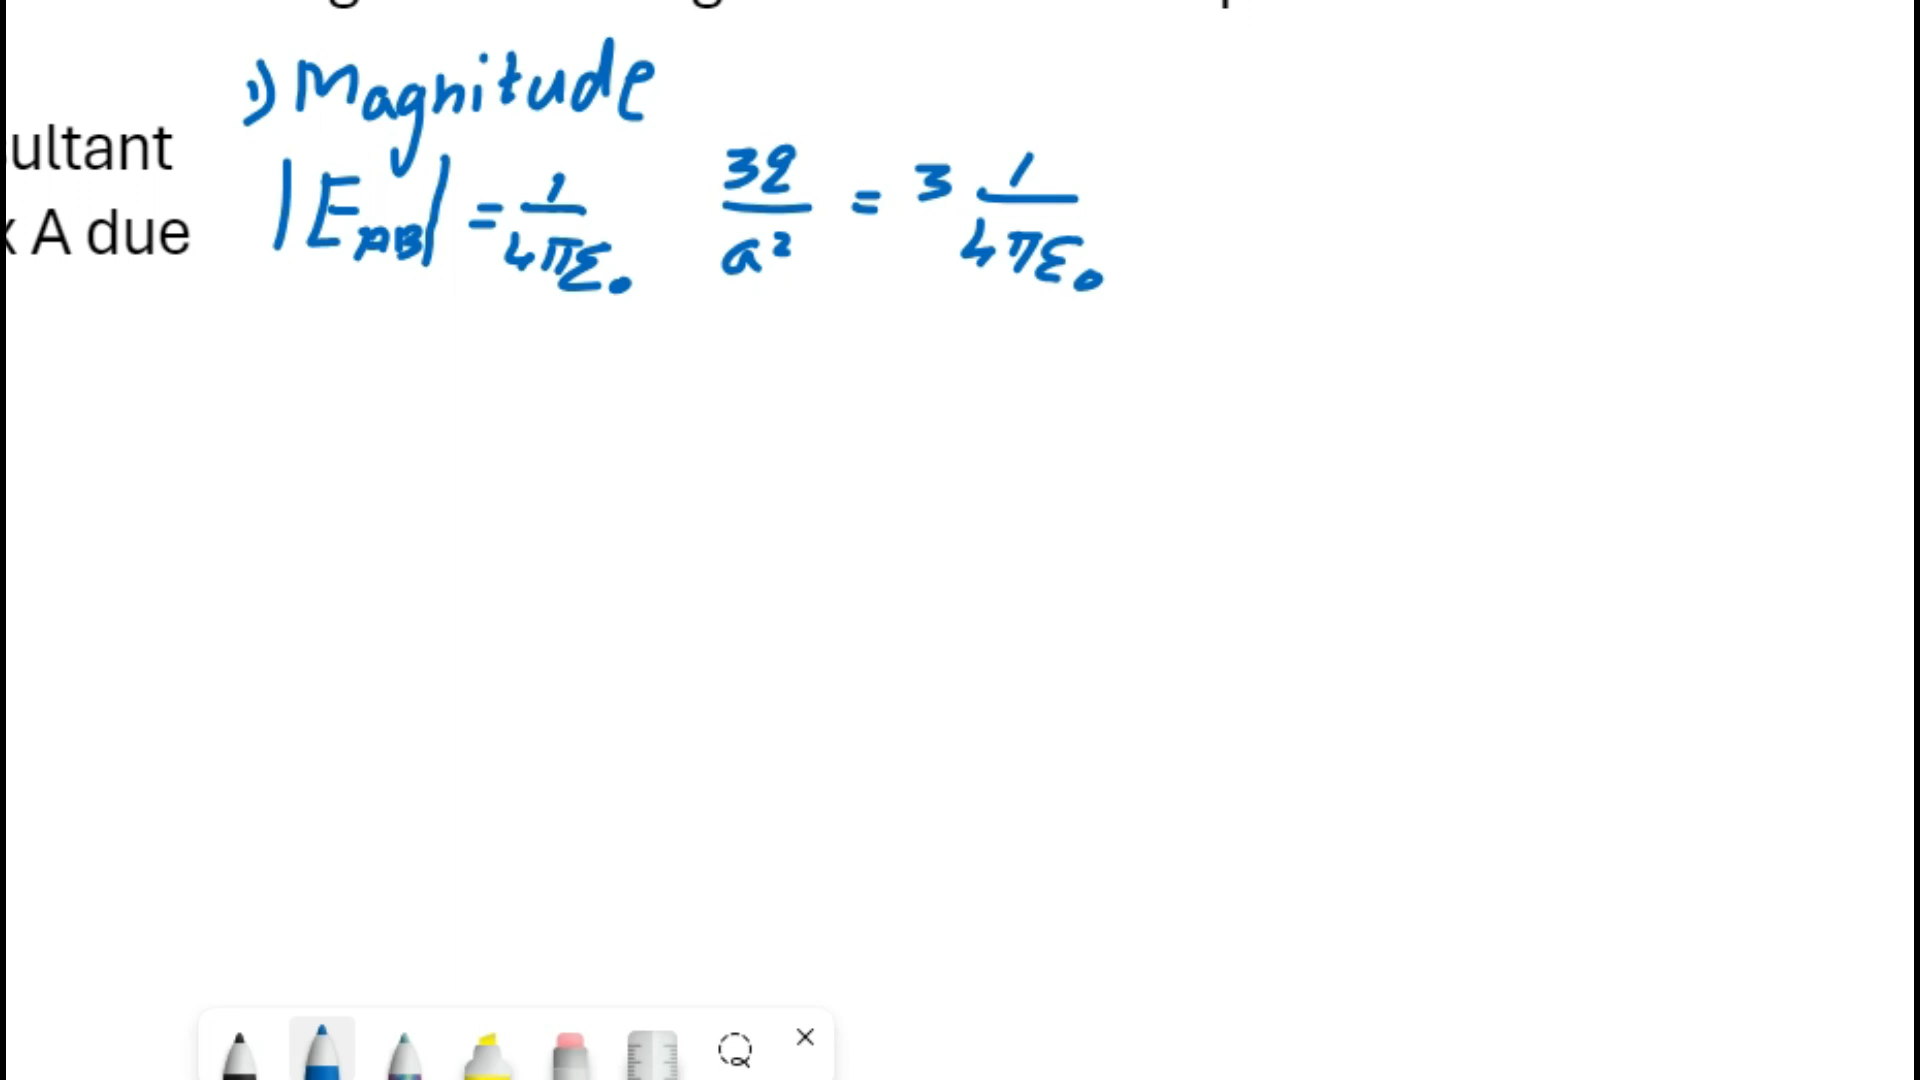 1) Magnitude
ultant
|E_AB| = 1/4πε₀ 3q/a² = 3 1/4πε₀
A due